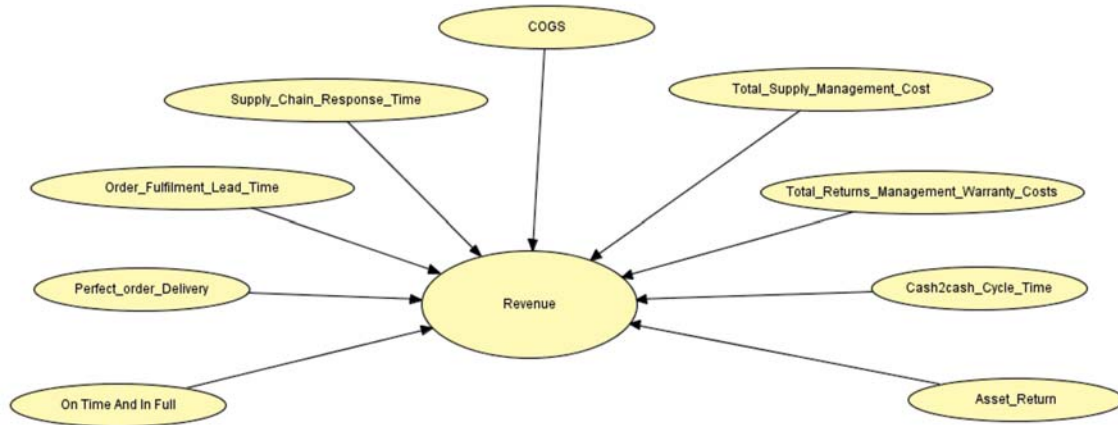 COGS
Supply_Chain_Response_Time
Total_Supply_Management_Cost
Order_Fulfilment_Lead_Time
Total_Returns_Management_Warranty_Costs
Perfect_order_Delivery
Revenue
Cash2cash_Cycle_Time
On Time And In Full
Asset_Return